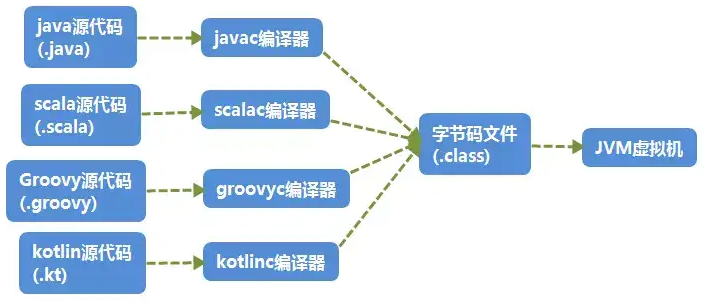 java源代码
(.java)
javac编译器
scala源代码
(.scala)
scalac编译器
Groovy源代码
(.groovy)
groovyc编译器
kotlin源代码
(.kt)
kotlinc编译器
字节码文件
(.class)
JVM虚拟机